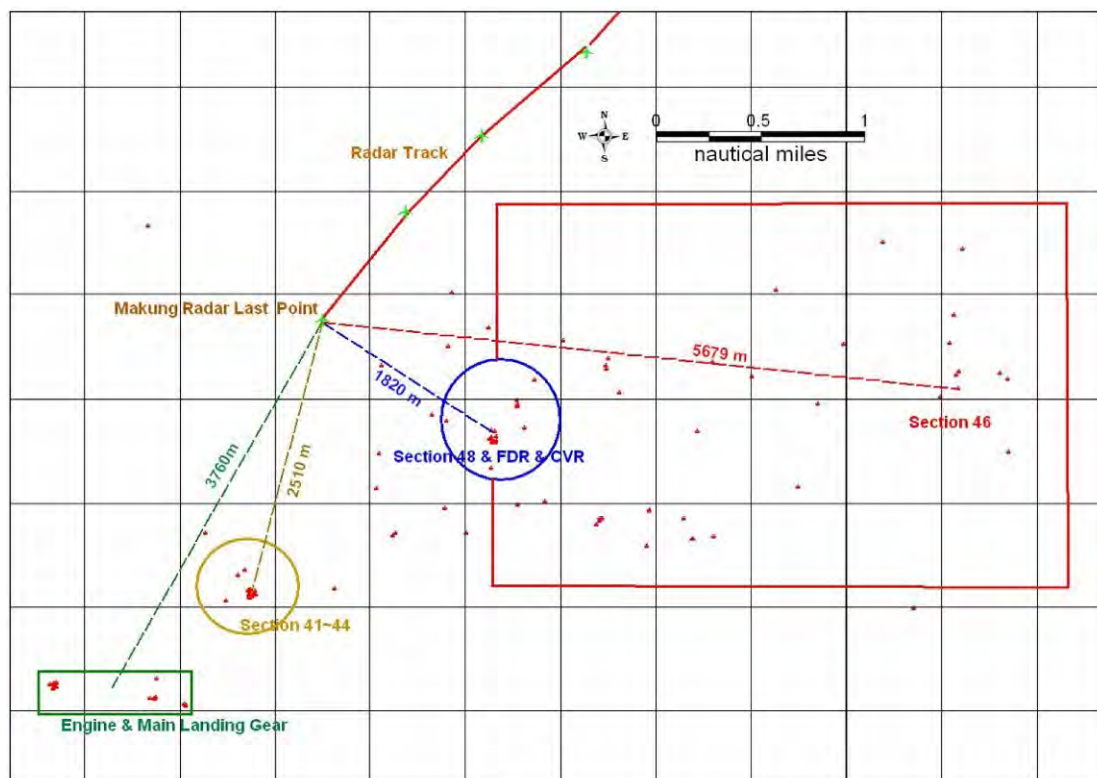 N
W E
S
0 0.5 1
nautical miles
Radar Track
Makung Radar Last Point
5679 m
1820 m
Section 46
Section 48 & FDR & CVR
3760m
2510 m
Section 41~44
Engine & Main Landing Gear